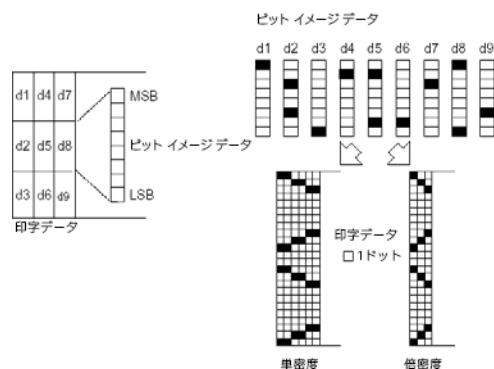 ビット イメージ データ
d1 d2 d3 d4 d5 d6 d7 d8 d9
d1 d4 d7
d2 d5 d8
d3 d6 d9
MSB
ビット イメージ データ
LSB
印字データ
印字データ
□1ドット
単密度
倍密度